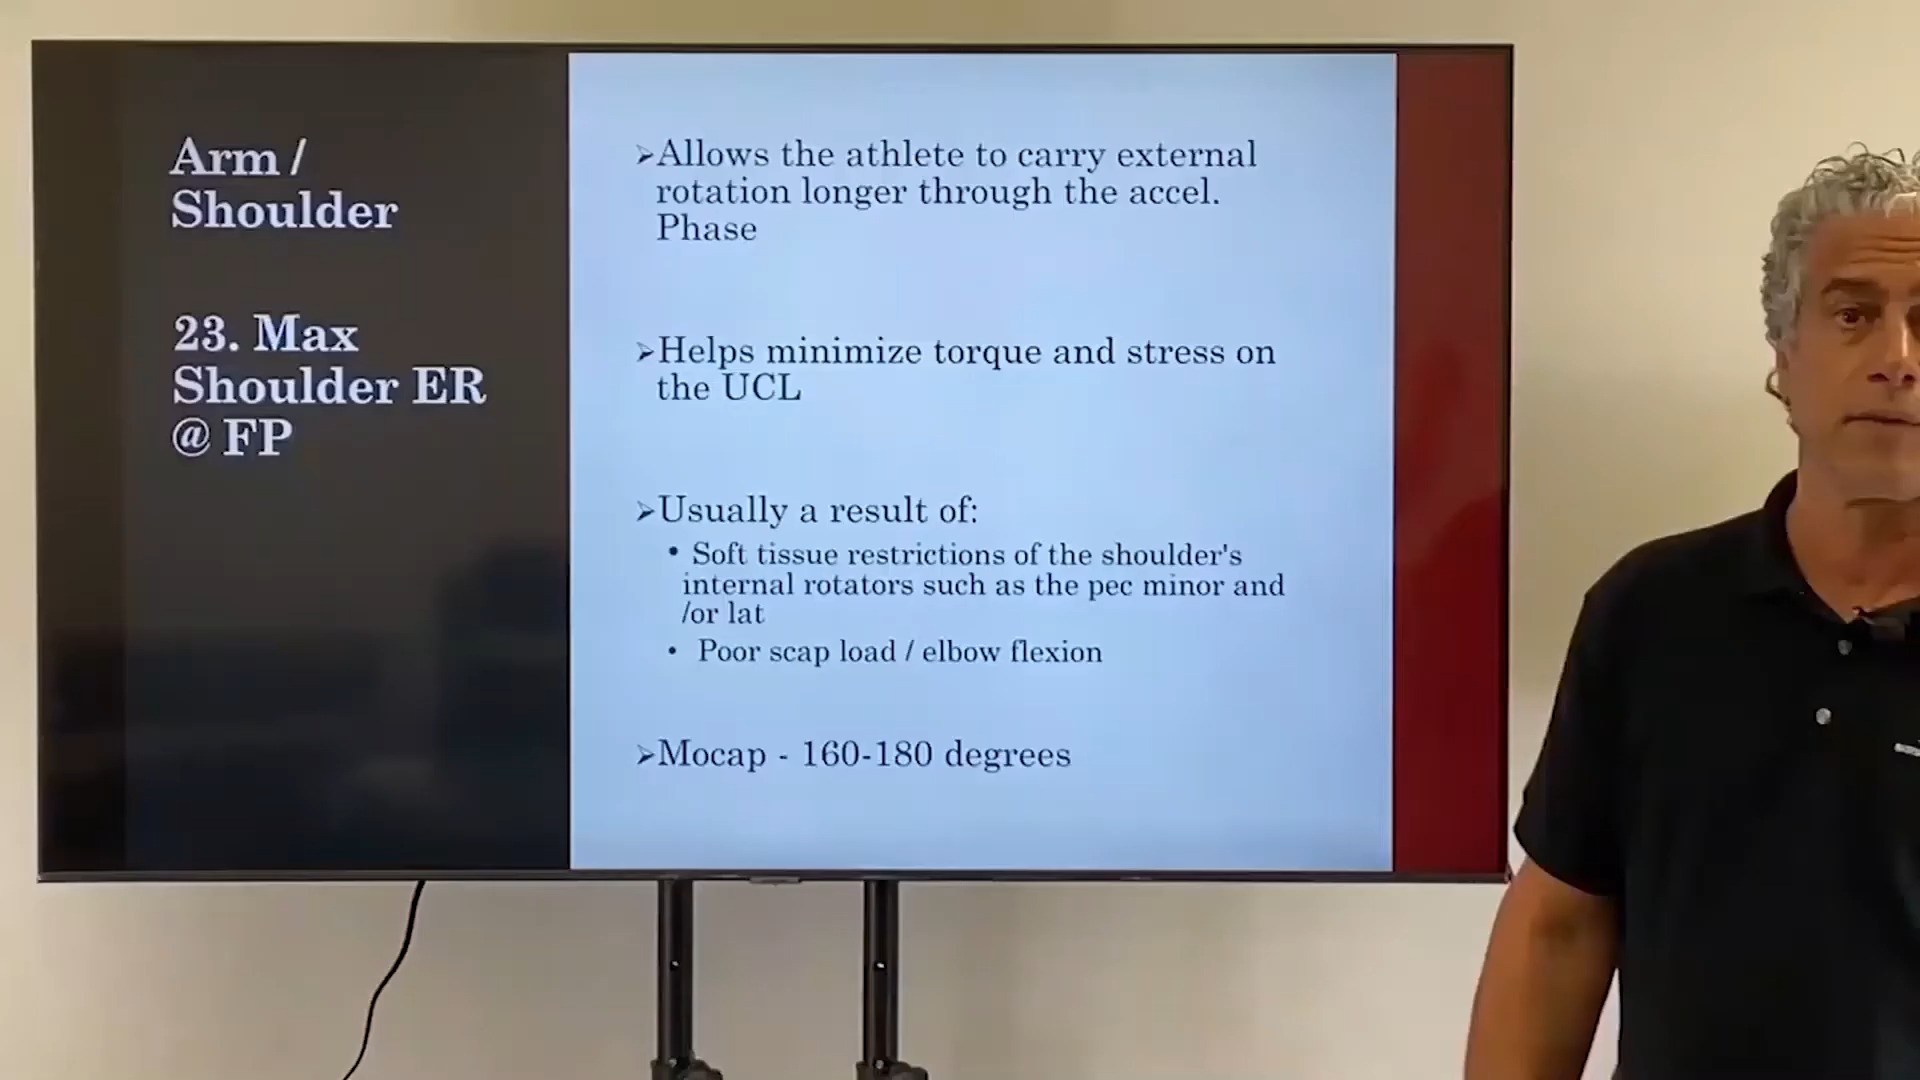 Arm /
Shoulder
23. Max
Shoulder ER
@ FP
➢Allows the athlete to carry external
rotation longer through the accel.
Phase
➢Helps minimize torque and stress on
the UCL
➢Usually a result of:
• Soft tissue restrictions of the shoulder's
internal rotators such as the pec minor and
/or lat
• Poor scap load / elbow flexion
➢Mocap - 160-180 degrees